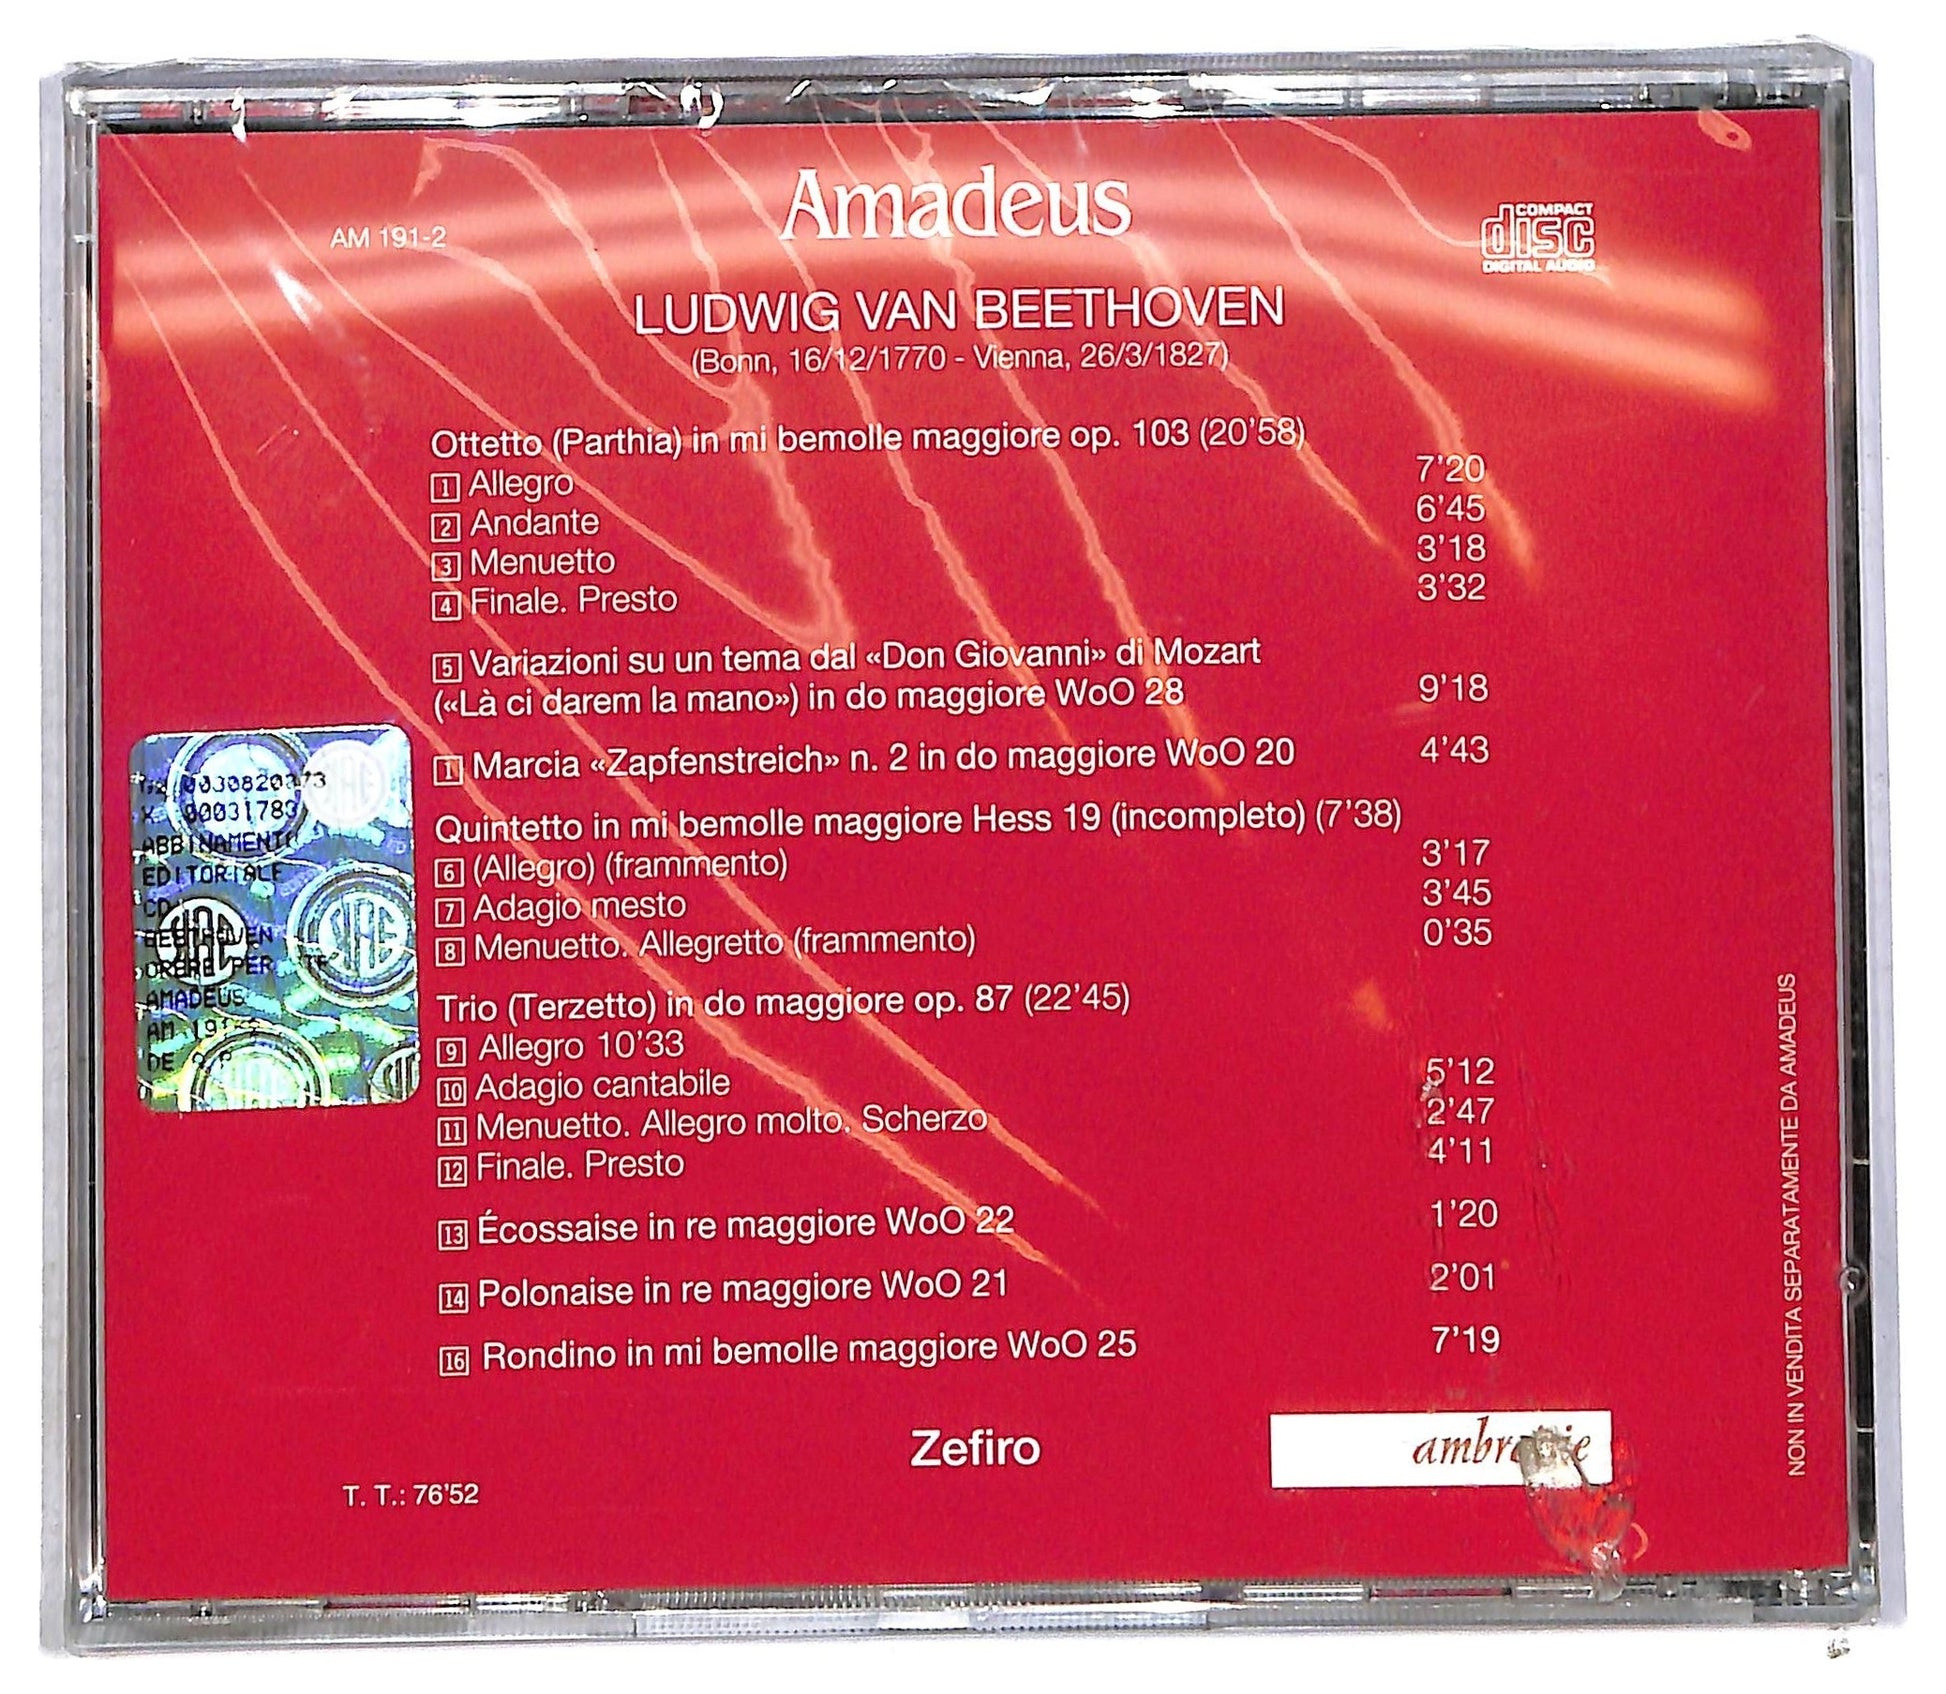 AM 191-2
Amadeus
COMPACT
disc
DIGITAL AUDIO
LUDWIG VAN BEETHOVEN
(Bonn, 16/12/1770 - Vienna, 26/3/1827)
Ottetto (Parthia) in mi bemolle maggiore op. 103 (20'58)
1 Allegro 7'20
2 Andante 6'45
3 Menuetto 3'18
4 Finale. Presto 3'32
5 Variazioni su un tema dal «Don Giovanni» di Mozart
(«Là ci darem la mano») in do maggiore WoO 28 9'18
1 Marcia «Zapfenstreich» n. 2 in do maggiore WoO 20 4'43
Quintetto in mi bemolle maggiore Hess 19 (incompleto) (7'38)
6 (Allegro) (frammento) 3'17
7 Adagio mesto 3'45
8 Menuetto. Allegretto (frammento) 0'35
Trio (Terzetto) in do maggiore op. 87 (22'45)
9 Allegro 10'33
10 Adagio cantabile 5'12
11 Menuetto. Allegro molto. Scherzo 2'47
12 Finale. Presto 4'11
13 Écossaise in re maggiore WoO 22 1'20
14 Polonaise in re maggiore WoO 21 2'01
16 Rondino in mi bemolle maggiore WoO 25 7'19
Zefiro
T. T.: 76'52
NON IN VENDITA SEPARATAMENTE DA AMADEUS
ABBINAMENTO
EDITORIALE
CD
BEETHOVEN
OPERE PER
AMADEUS
SIAE